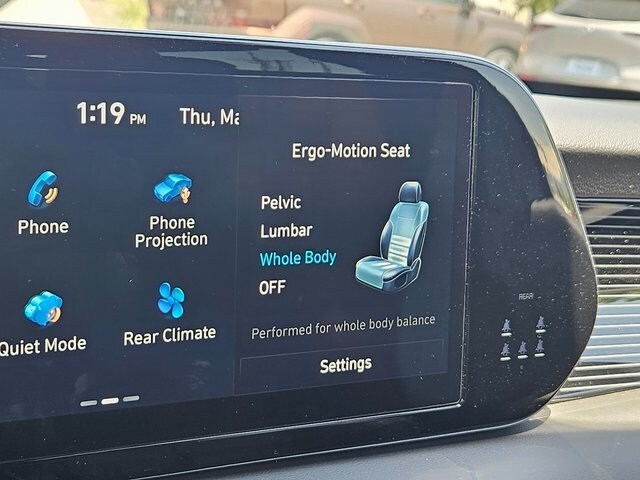 1:19 PM Thu, Ma
Ergo-Motion Seat
Pelvic
Lumbar
Whole Body
OFF
Performed for whole body balance
Settings
Phone
Phone
Projection
Quiet Mode
Rear Climate
REAR